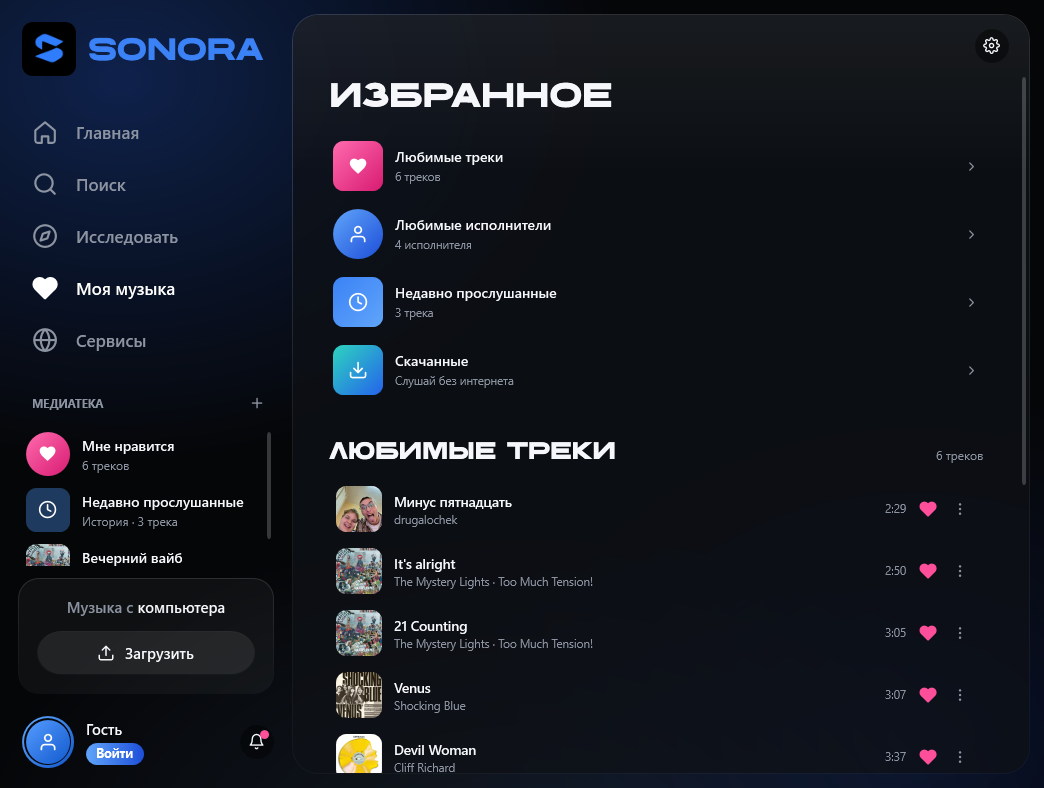 SONORA
Главная
Поиск
Исследовать
Моя музыка
Сервисы
МЕДИАТЕКА
Мне нравится
6 треков
Недавно прослушанные
История · 3 трека
Вечерний вайб
Музыка с компьютера
Загрузить
Гость
Войти
ИЗБРАННОЕ
Любимые треки
6 треков
Любимые исполнители
4 исполнителя
Недавно прослушанные
3 трека
Скачанные
Слушай без интернета
ЛЮБИМЫЕ ТРЕКИ
6 треков
Минус пятнадцать
drugalochek
2:29
It's alright
The Mystery Lights · Too Much Tension!
2:50
21 Counting
The Mystery Lights · Too Much Tension!
3:05
SHOCKING
BLUE
VENUS
Venus
Shocking Blue
3:07
Devil Woman
Cliff Richard
3:37